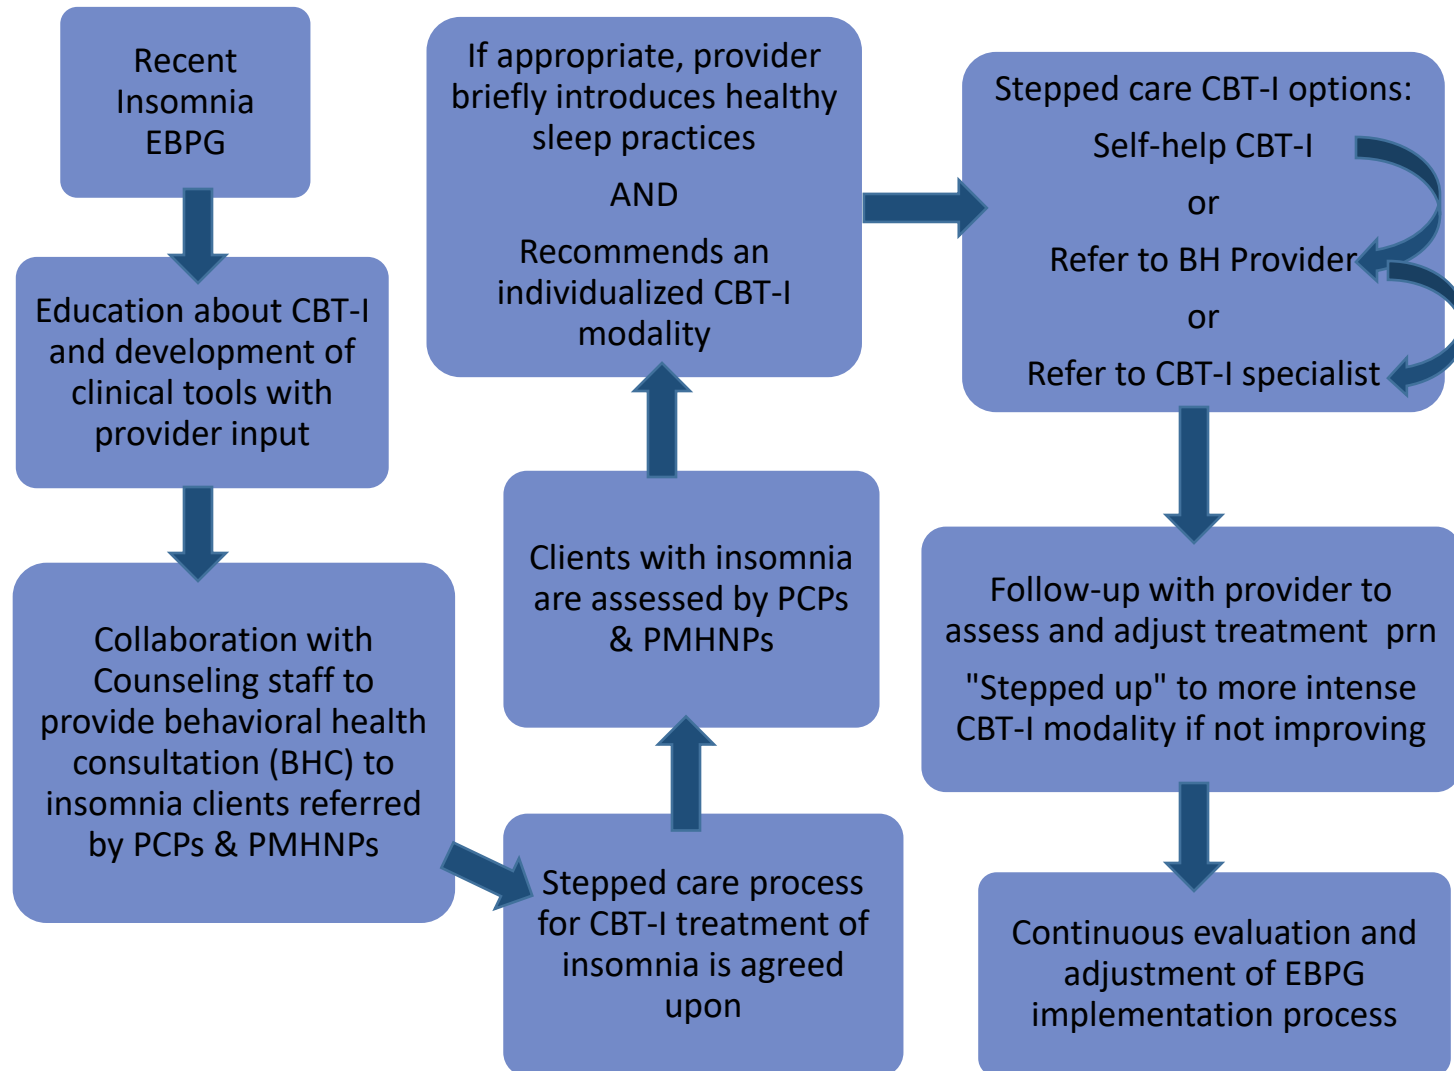 Recent
Insomnia
EBPG
Education about CBT-I
and development of
clinical tools with
provider input
Collaboration with
Counseling staff to
provide behavioral health
consultation (BHC) to
insomnia clients referred
by PCPs & PMHNPs
Stepped care process
for CBT-I treatment of
insomnia is agreed
upon
Clients with insomnia
are assessed by PCPs
& PMHNPs
If appropriate, provider
briefly introduces healthy
sleep practices
AND
Recommends an
individualized CBT-I
modality
Stepped care CBT-I options:
Self-help CBT-I
or
Refer to BH Provider
or
Refer to CBT-I specialist
Follow-up with provider to
assess and adjust treatment prn
"Stepped up" to more intense
CBT-I modality if not improving
Continuous evaluation and
adjustment of EBPG
implementation process